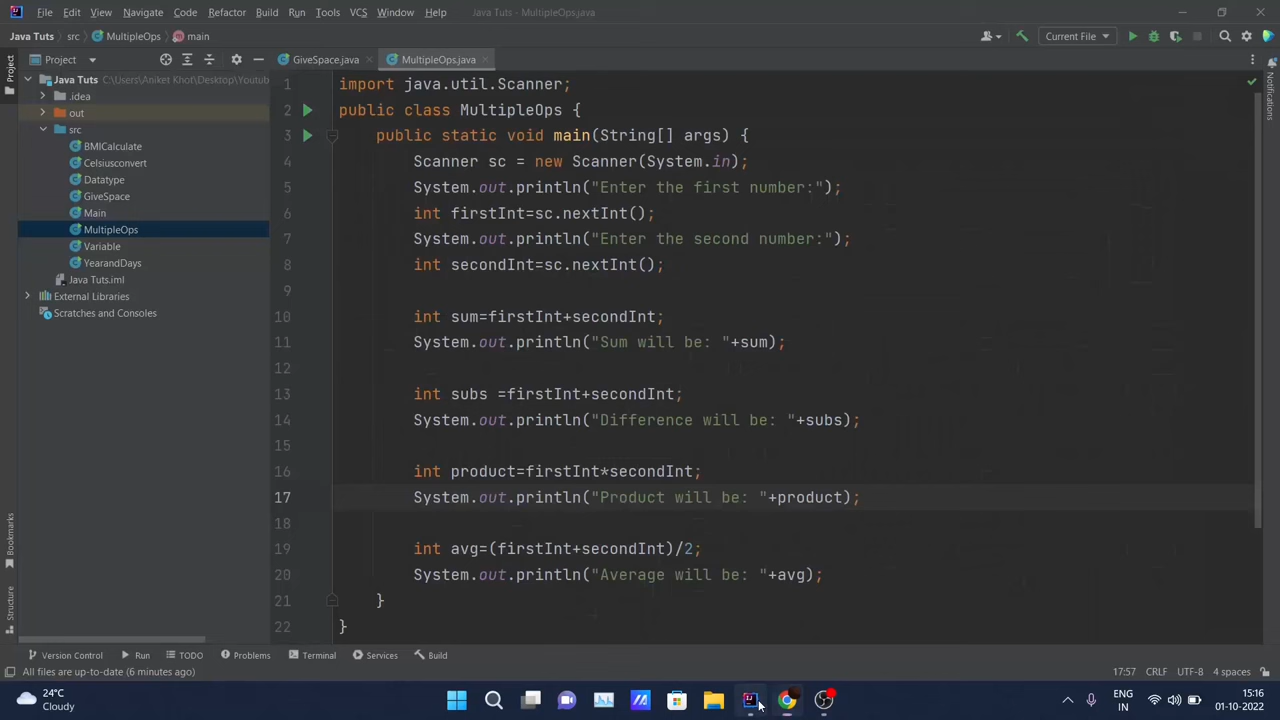 File Edit View Navigate Code Refactor Build Run Tools VCS Window Help Java Tuts - MultipleOps.java
Java Tuts src MultipleOps main Current File
Project GiveSpace.java MultipleOps.java
Project
Java Tuts C:\Users\Aniket Khot\Desktop\Youtub
.idea
out
src
BMICalculate
Celsiusconvert
Datatype
GiveSpace
Main
MultipleOps
Variable
YearandDays
Java Tuts.iml
External Libraries
Scratches and Consoles
Bookmarks
Structure
1 import java.util.Scanner;
2 public class MultipleOps {
3 public static void main(String[] args) {
4 Scanner sc = new Scanner(System.in);
5 System.out.println("Enter the first number:");
6 int firstInt=sc.nextInt();
7 System.out.println("Enter the second number:");
8 int secondInt=sc.nextInt();
9
10 int sum=firstInt+secondInt;
11 System.out.println("Sum will be: "+sum);
12
13 int subs =firstInt+secondInt;
14 System.out.println("Difference will be: "+subs);
15
16 int product=firstInt*secondInt;
17 System.out.println("Product will be: "+product);
18
19 int avg=(firstInt+secondInt)/2;
20 System.out.println("Average will be: "+avg);
21 }
22 }
Notifications
Version Control Run TODO Problems Terminal Services Build
All files are up-to-date (6 minutes ago) 17:57 CRLF UTF-8 4 spaces
24°C
Cloudy
ENG
IN
15:16
01-10-2022